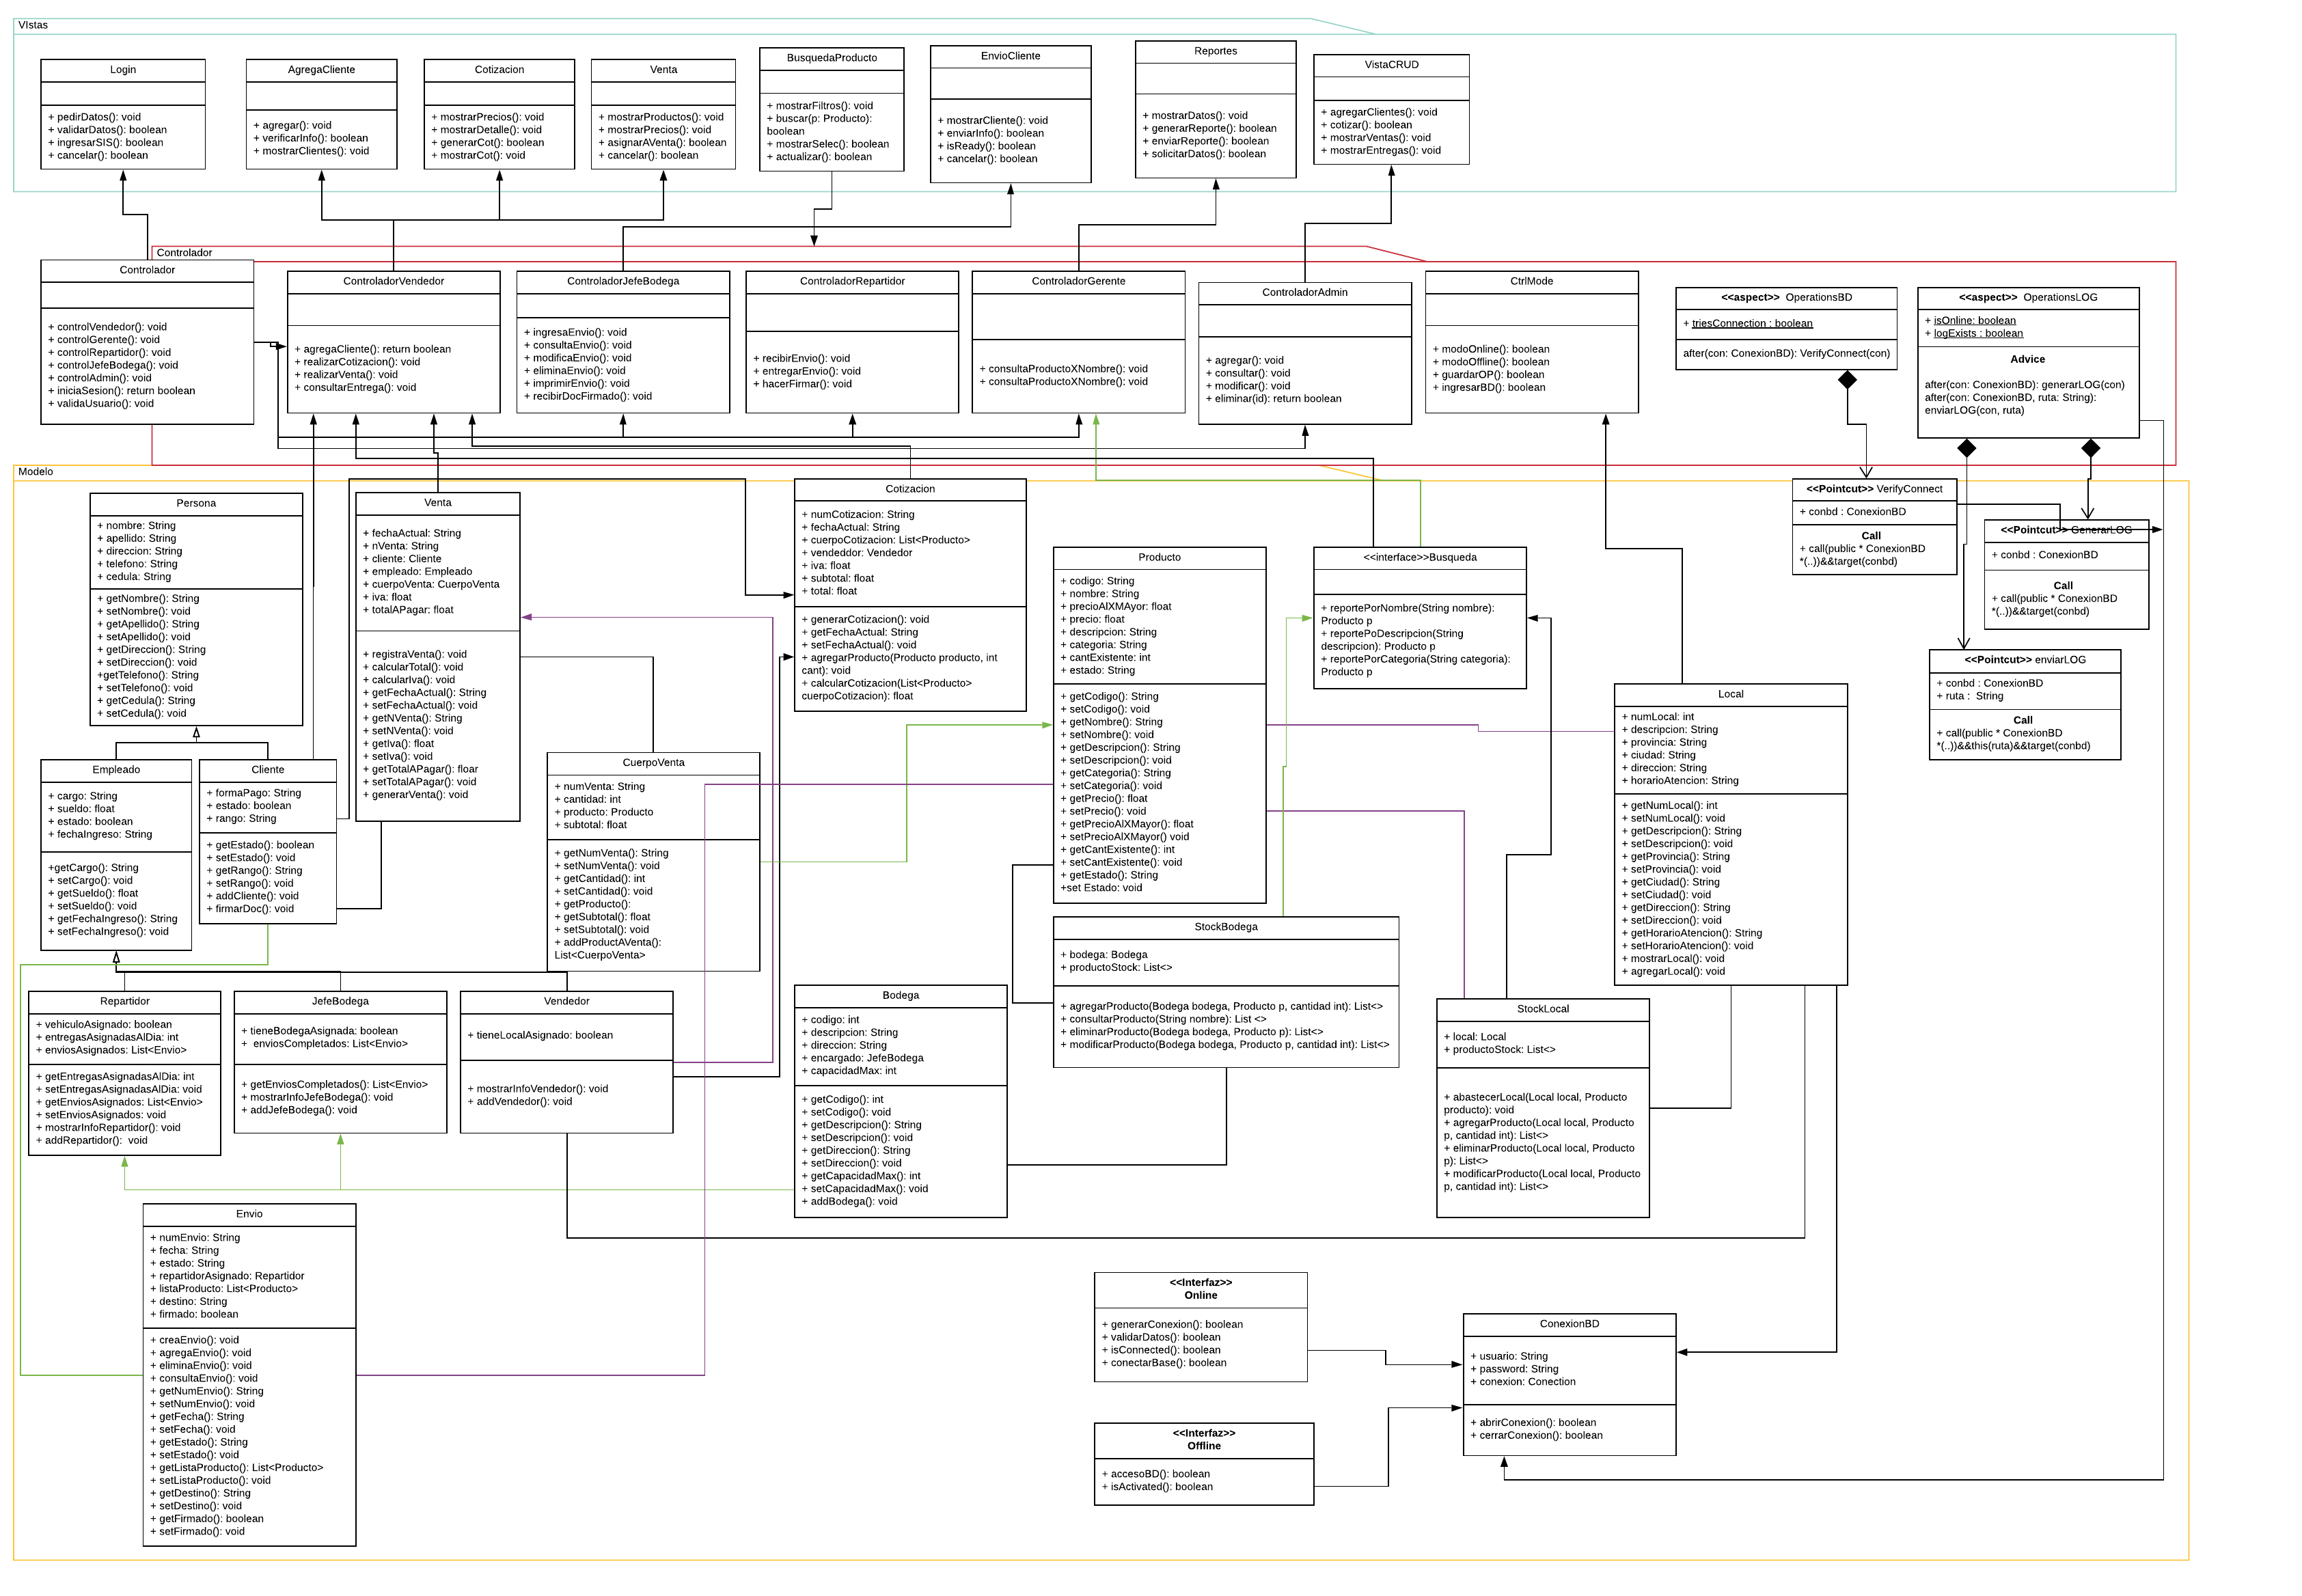 VIstas
Login
+ pedirDatos(): void
+ validarDatos(): boolean
+ ingresarSIS(): boolean
+ cancelar(): boolean
AgregaCliente
+ agregar(): void
+ verificarInfo(): boolean
+ mostrarClientes(): void
Cotizacion
+ mostrarPrecios(): void
+ mostrarDetalle(): void
+ generarCot(): boolean
+ mostrarCot(): void
Venta
+ mostrarProductos(): void
+ mostrarPrecios(): void
+ asignarAVenta(): boolean
+ cancelar(): boolean
BusquedaProducto
+ mostrarFiltros(): void
+ buscar(p: Producto):
boolean
+ mostrarSelec(): boolean
+ actualizar(): boolean
EnvioCliente
+ mostrarCliente(): void
+ enviarInfo(): boolean
+ isReady(): boolean
+ cancelar(): boolean
Reportes
+ mostrarDatos(): void
+ generarReporte(): boolean
+ enviarReporte(): boolean
+ solicitarDatos(): boolean
VistaCRUD
+ agregarClientes(): void
+ cotizar(): boolean
+ mostrarVentas(): void
+ mostrarEntregas(): void
Controlador
Controlador
+ controlVendedor(): void
+ controlGerente(): void
+ controlRepartidor(): void
+ controlJefeBodega(): void
+ controlAdmin(): void
+ iniciaSesion(): return boolean
+ validaUsuario(): void
ControladorVendedor
+ agregaCliente(): return boolean
+ realizarCotizacion(): void
+ realizarVenta(): void
+ consultarEntrega(): void
ControladorJefeBodega
+ ingresaEnvio(): void
+ consultaEnvio(): void
+ modificaEnvio(): void
+ eliminaEnvio(): void
+ imprimirEnvio(): void
+ recibirDocFirmado(): void
ControladorRepartidor
+ recibirEnvio(): void
+ entregarEnvio(): void
+ hacerFirmar(): void
ControladorGerente
+ consultaProductoXNombre(): void
+ consultaProductoXNombre(): void
ControladorAdmin
+ agregar(): void
+ consultar(): void
+ modificar(): void
+ eliminar(id): return boolean
CtrlMode
+ modoOnline(): boolean
+ modoOffline(): boolean
+ guardarOP(): boolean
+ ingresarBD(): boolean
<<aspect>> OperationsBD
+ triesConnection : boolean
after(con: ConexionBD): VerifyConnect(con)
<<aspect>> OperationsLOG
+ isOnline: boolean
+ logExists : boolean
Advice
after(con: ConexionBD): generarLOG(con)
after(con: ConexionBD, ruta: String):
enviarLOG(con, ruta)
Modelo
Persona
+ nombre: String
+ apellido: String
+ direccion: String
+ telefono: String
+ cedula: String
+ getNombre(): String
+ setNombre(): void
+ getApellido(): String
+ setApellido(): void
+ getDireccion(): String
+ setDireccion(): void
+getTelefono(): String
+ setTelefono(): void
+ getCedula(): String
+ setCedula(): void
Venta
+ fechaActual: String
+ nVenta: String
+ cliente: Cliente
+ empleado: Empleado
+ cuerpoVenta: CuerpoVenta
+ iva: float
+ totalAPagar: float
+ registraVenta(): void
+ calcularTotal(): void
+ calcularIva(): void
+ getFechaActual(): String
+ setFechaActual(): void
+ getNVenta(): String
+ setNVenta(): void
+ getIva(): float
+ setIva(): void
+ getTotalAPagar(): floar
+ setTotalAPagar(): void
+ generarVenta(): void
Cotizacion
+ numCotizacion: String
+ fechaActual: String
+ cuerpoCotizacion: List<Producto>
+ vendeddor: Vendedor
+ iva: float
+ subtotal: float
+ total: float
+ generarCotizacion(): void
+ getFechaActual: String
+ setFechaActual(): void
+ agregarProducto(Producto producto, int
cant): void
+ calcularCotizacion(List<Producto>
cuerpoCotizacion): float
Producto
+ codigo: String
+ nombre: String
+ precioAlXMAyor: float
+ precio: float
+ descripcion: String
+ categoria: String
+ cantExistente: int
+ estado: String
+ getCodigo(): String
+ setCodigo(): void
+ getNombre(): String
+ setNombre(): void
+ getDescripcion(): String
+ setDescripcion(): void
+ getCategoria(): String
+ setCategoria(): void
+ getPrecio(): float
+ setPrecio(): void
+ getPrecioAlXMayor(): float
+ setPrecioAlXMayor() void
+ getCantExistente(): int
+ setCantExistente(): void
+ getEstado(): String
+set Estado: void
<<interface>>Busqueda
+ reportePorNombre(String nombre):
Producto p
+ reportePoDescripcion(String
descripcion): Producto p
+ reportePorCategoria(String categoria):
Producto p
<<Pointcut>> VerifyConnect
+ conbd : ConexionBD
Call
+ call(public * ConexionBD
*(..))&&target(conbd)
<<Pointcut>> GenerarLOG
+ conbd : ConexionBD
Call
+ call(public * ConexionBD
*(..))&&target(conbd)
<<Pointcut>> enviarLOG
+ conbd : ConexionBD
+ ruta : String
Call
+ call(public * ConexionBD
*(..))&&this(ruta)&&target(conbd)
Local
+ numLocal: int
+ descripcion: String
+ provincia: String
+ ciudad: String
+ direccion: String
+ horarioAtencion: String
+ getNumLocal(): int
+ setNumLocal(): void
+ getDescripcion(): String
+ setDescripcion(): void
+ getProvincia(): String
+ setProvincia(): void
+ getCiudad(): String
+ setCiudad(): void
+ getDireccion(): String
+ setDireccion(): void
+ getHorarioAtencion(): String
+ setHorarioAtencion(): void
+ mostrarLocal(): void
+ agregarLocal(): void
Empleado
+ cargo: String
+ sueldo: float
+ estado: boolean
+ fechaIngreso: String
+getCargo(): String
+ setCargo(): void
+ getSueldo(): float
+ setSueldo(): void
+ getFechaIngreso(): String
+ setFechaIngreso(): void
Cliente
+ formaPago: String
+ estado: boolean
+ rango: String
+ getEstado(): boolean
+ setEstado(): void
+ getRango(): String
+ setRango(): void
+ addCliente(): void
+ firmarDoc(): void
CuerpoVenta
+ numVenta: String
+ cantidad: int
+ producto: Producto
+ subtotal: float
+ getNumVenta(): String
+ setNumVenta(): void
+ getCantidad(): int
+ setCantidad(): void
+ getProducto():
+ getSubtotal(): float
+ setSubtotal(): void
+ addProductAVenta():
List<CuerpoVenta>
StockBodega
+ bodega: Bodega
+ productoStock: List<>
+ agregarProducto(Bodega bodega, Producto p, cantidad int): List<>
+ consultarProducto(String nombre): List <>
+ eliminarProducto(Bodega bodega, Producto p): List<>
+ modificarProducto(Bodega bodega, Producto p, cantidad int): List<>
Repartidor
+ vehiculoAsignado: boolean
+ entregasAsignadasAlDia: int
+ enviosAsignados: List<Envio>
+ getEntregasAsignadasAlDia: int
+ setEntregasAsignadasAlDia: void
+ getEnviosAsignados: List<Envio>
+ setEnviosAsignados: void
+ mostrarInfoRepartidor(): void
+ addRepartidor(): void
JefeBodega
+ tieneBodegaAsignada: boolean
+ enviosCompletados: List<Envio>
+ getEnviosCompletados(): List<Envio>
+ mostrarInfoJefeBodega(): void
+ addJefeBodega(): void
Vendedor
+ tieneLocalAsignado: boolean
+ mostrarInfoVendedor(): void
+ addVendedor(): void
Bodega
+ codigo: int
+ descripcion: String
+ direccion: String
+ encargado: JefeBodega
+ capacidadMax: int
+ getCodigo(): int
+ setCodigo(): void
+ getDescripcion(): String
+ setDescripcion(): void
+ getDireccion(): String
+ setDireccion(): void
+ getCapacidadMax(): int
+ setCapacidadMax(): void
+ addBodega(): void
StockLocal
+ local: Local
+ productoStock: List<>
+ abastecerLocal(Local local, Producto
producto): void
+ agregarProducto(Local local, Producto
p, cantidad int): List<>
+ eliminarProducto(Local local, Producto
p): List<>
+ modificarProducto(Local local, Producto
p, cantidad int): List<>
Envio
+ numEnvio: String
+ fecha: String
+ estado: String
+ repartidorAsignado: Repartidor
+ listaProducto: List<Producto>
+ destino: String
+ firmado: boolean
+ creaEnvio(): void
+ agregaEnvio(): void
+ eliminaEnvio(): void
+ consultaEnvio(): void
+ getNumEnvio(): String
+ setNumEnvio(): void
+ getFecha(): String
+ setFecha(): void
+ getEstado(): String
+ setEstado(): void
+ getListaProducto(): List<Producto>
+ setListaProducto(): void
+ getDestino(): String
+ setDestino(): void
+ getFirmado(): boolean
+ setFirmado(): void
<<Interfaz>>
Online
+ generarConexion(): boolean
+ validarDatos(): boolean
+ isConnected(): boolean
+ conectarBase(): boolean
<<Interfaz>>
Offline
+ accesoBD(): boolean
+ isActivated(): boolean
ConexionBD
+ usuario: String
+ password: String
+ conexion: Conection
+ abrirConexion(): boolean
+ cerrarConexion(): boolean